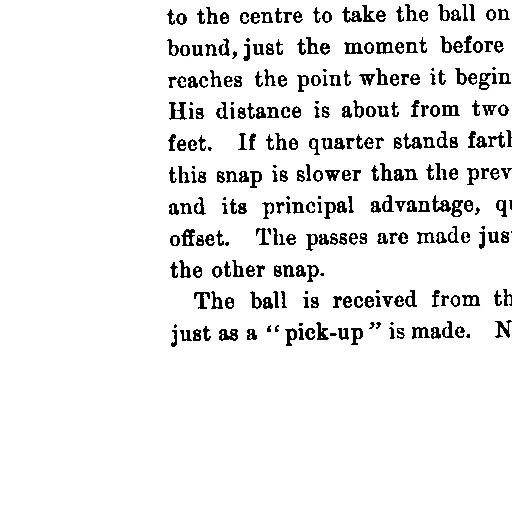 to the centre to take the ball on
bound, just the moment before
reaches the point where it begin
His distance is about from two
feet. If the quarter stands
this snap is slower than the prev
and its principal advantage,
offset. The passes are made jus
the other snap.
The ball is received from th
just as a “pick-up” is made. N